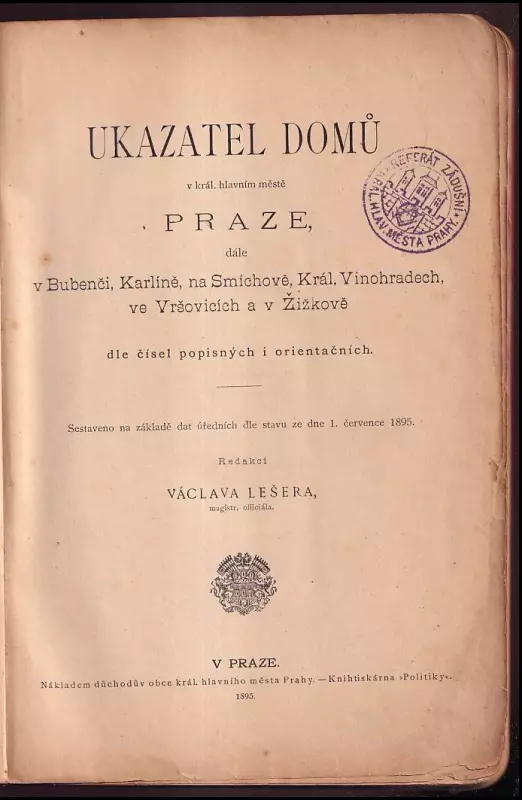 UKAZATEL DOMŮ
v král. hlavním městě
PRAZE,
dále
v Bubenči, Karlíně, na Smíchově, Král. Vinohradech,
ve Vršovicích a v Žižkově
dle čísel popisných i orientačních.
Sestaveno na základě dat úředních dle stavu ze dne 1. července 1895.
Redakcí
VÁCLAVA LEŠERA,
magistr. officiála.
V PRAZE.
Nákladem důchodův obce král. hlavního města Prahy. — Knihtiskárna »Politiky«.
1895.
REFERÁT ZÁDUŠNÍ
KRÁL. HLAV. MĚSTA PRAHY.